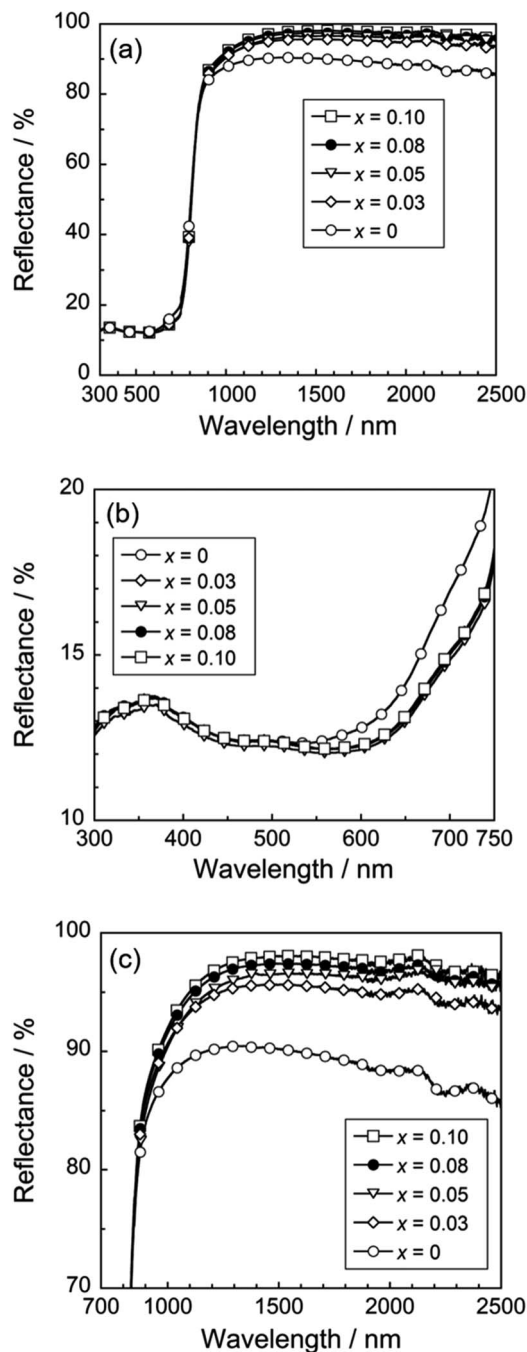 (a)
Reflectance / %
100
80
60
40
20
0
x = 0.10
x = 0.08
x = 0.05
x = 0.03
x = 0
300 500 1000 1500 2000 2500
Wavelength / nm
(b)
Reflectance / %
20
15
10
x = 0
x = 0.03
x = 0.05
x = 0.08
x = 0.10
300 400 500 600 700 750
Wavelength / nm
(c)
Reflectance / %
100
90
80
70
x = 0.10
x = 0.08
x = 0.05
x = 0.03
x = 0
700 1000 1500 2000 2500
Wavelength / nm